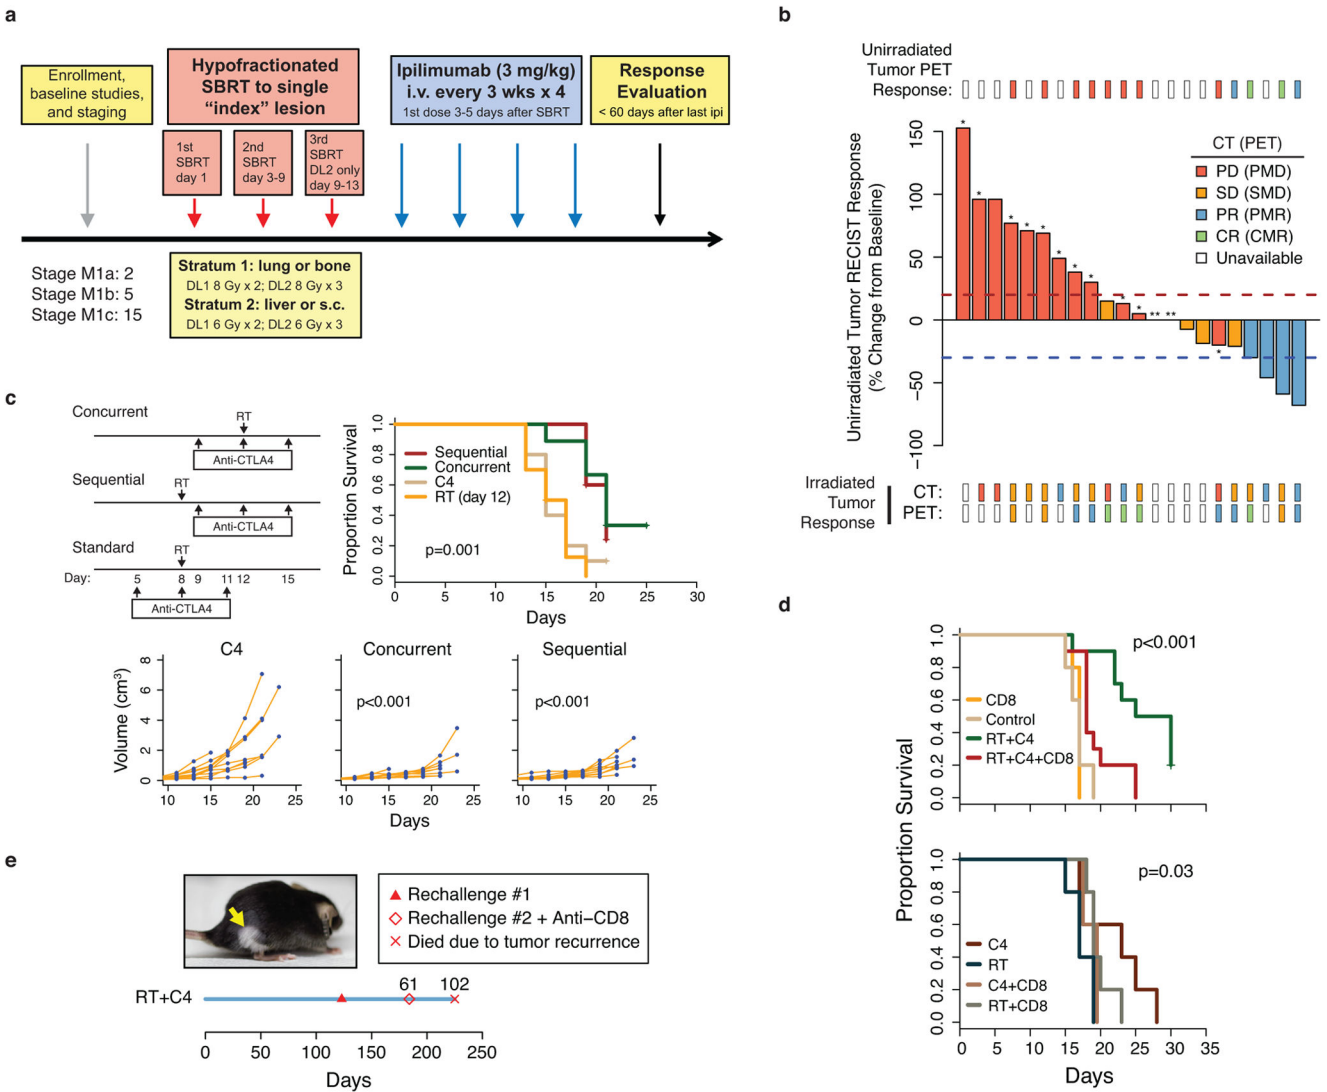 a
Enrollment,
baseline studies,
and staging
Hypofractionated
SBRT to single
“index” lesion
Ipilimumab (3 mg/kg)
i.v. every 3 wks x 4
1st dose 3-5 days after SBRT
Response
Evaluation
< 60 days after last ipi
1st
SBRT
day 1
2nd
SBRT
day 3-9
3rd
SBRT
DL2 only
day 9-13
Stage M1a: 2
Stage M1b: 5
Stage M1c: 15
Stratum 1: lung or bone
DL1 8 Gy x 2; DL2 8 Gy x 3
Stratum 2: liver or s.c.
DL1 6 Gy x 2; DL2 6 Gy x 3
b
Unirradiated
Tumor PET
Response:
Unirradiated Tumor RECIST Response
(% Change from Baseline)
150
100
50
0
−50
−100
* * * * * * * * * * * ** ** *
CT (PET)
PD (PMD)
SD (SMD)
PR (PMR)
CR (CMR)
Unavailable
Irradiated
Tumor
Response
CT:
PET:
c
Concurrent
RT
Anti-CTLA4
Sequential
RT
Anti-CTLA4
Standard
RT
Day: 5 8 9 11 12 15
Anti-CTLA4
Proportion Survival
1.0
0.8
0.6
0.4
0.2
0.0
Sequential
Concurrent
C4
RT (day 12)
p=0.001
0 5 10 15 20 25 30
Days
C4
Concurrent
Sequential
Volume (cm³)
8
6
4
2
0
p<0.001
p<0.001
10 15 20 25
10 15 20 25
10 15 20 25
Days
d
Proportion Survival
1.0
0.8
0.6
0.4
0.2
0.0
p<0.001
CD8
Control
RT+C4
RT+C4+CD8
1.0
0.8
0.6
0.4
0.2
0.0
p=0.03
C4
RT
C4+CD8
RT+CD8
0 5 10 15 20 25 30 35
Days
e
Rechallenge #1
Rechallenge #2 + Anti−CD8
Died due to tumor recurrence
RT+C4
61 102
0 50 100 150 200 250
Days